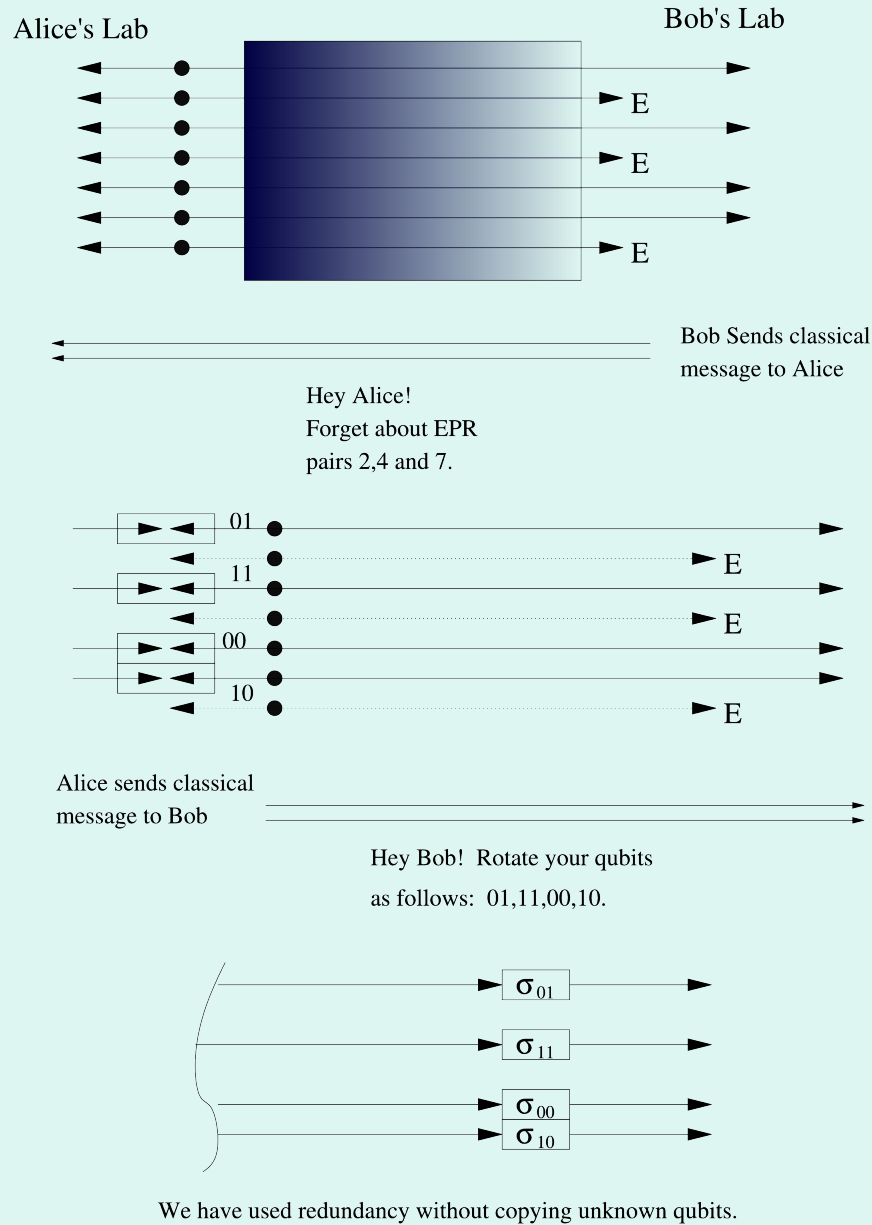 Alice's Lab
Bob's Lab
E
E
E
Bob Sends classical
message to Alice
Hey Alice!
Forget about EPR
pairs 2,4 and 7.
01
E
11
E
00
10
E
Alice sends classical
message to Bob
Hey Bob!  Rotate your qubits
as follows:  01,11,00,10.
σ01
σ11
σ00
σ10
We have used redundancy without copying unknown qubits.